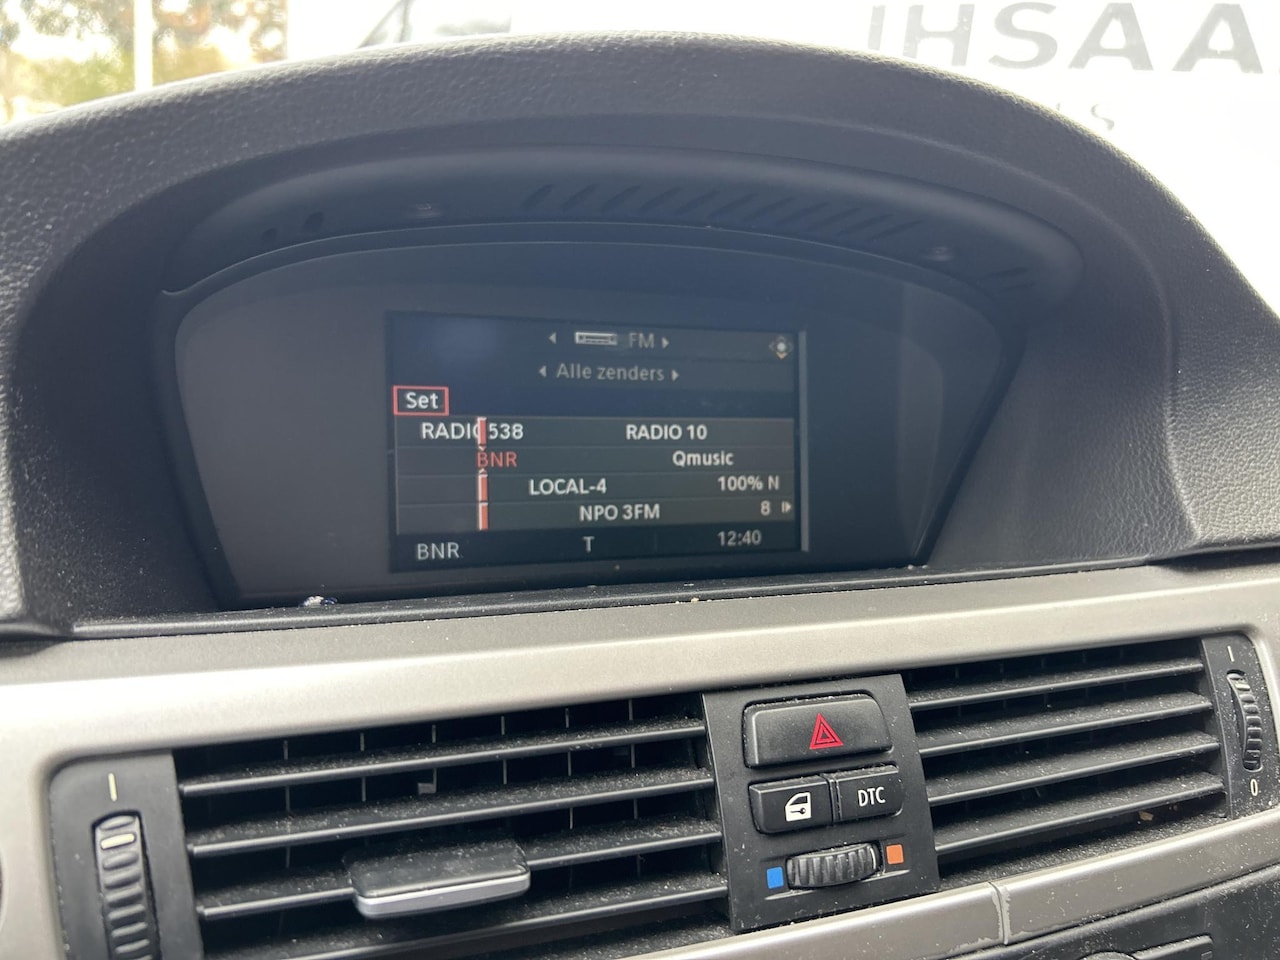 IHSAA
S
FM
Alle zenders
Set
RADIO 538 RADIO 10
BNR Qmusic
LOCAL-4 100% N
NPO 3FM 8
BNR T 12:40
DTC
0